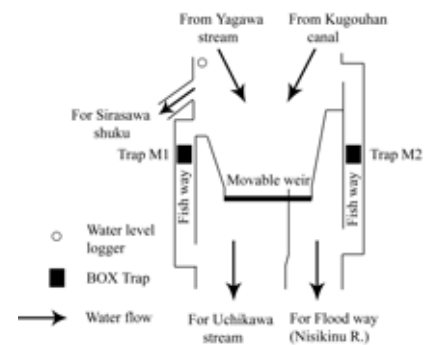 From Yagawa
stream
From Kugouhan
canal
For Sirasawa
shuku
Trap M1
Trap M2
Movable weir
Fish way
Fish way
Water level
logger
BOX Trap
Water flow
For Uchikawa
stream
For Flood way
(Nisikinu R.)